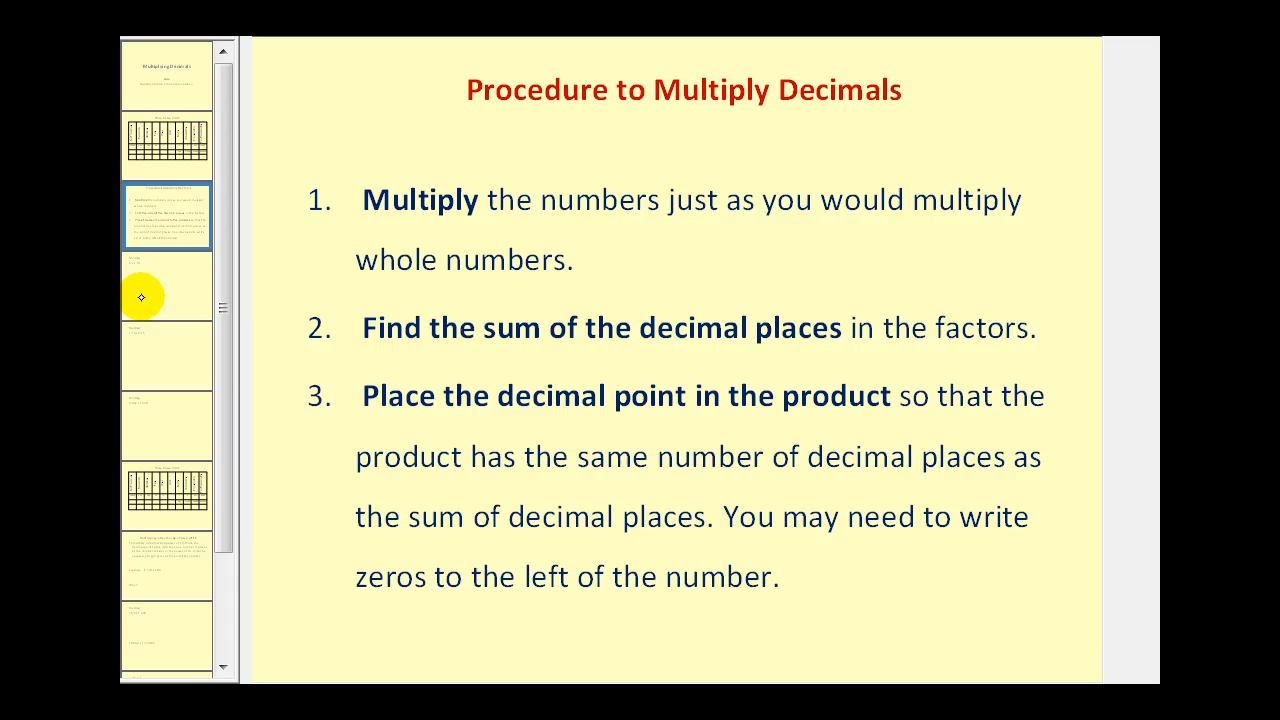 Procedure to Multiply Decimals
1. Multiply the numbers just as you would multiply
whole numbers.
2. Find the sum of the decimal places in the factors.
3. Place the decimal point in the product so that the
product has the same number of decimal places as
the sum of decimal places. You may need to write
zeros to the left of the number.
Multiplying Decimals